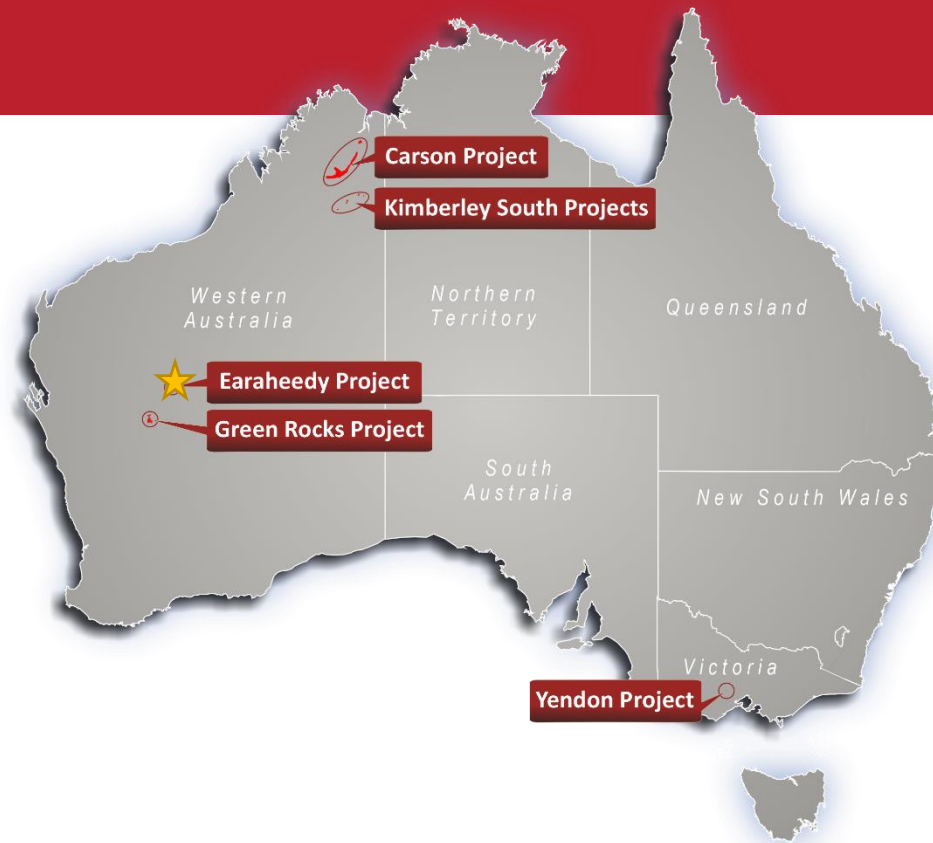 Carson Project
Kimberley South Projects
Western
Australia
Northern
Territory
Queensland
Earaheedy Project
Green Rocks Project
South
Australia
New South Wales
Victoria
Yendon Project